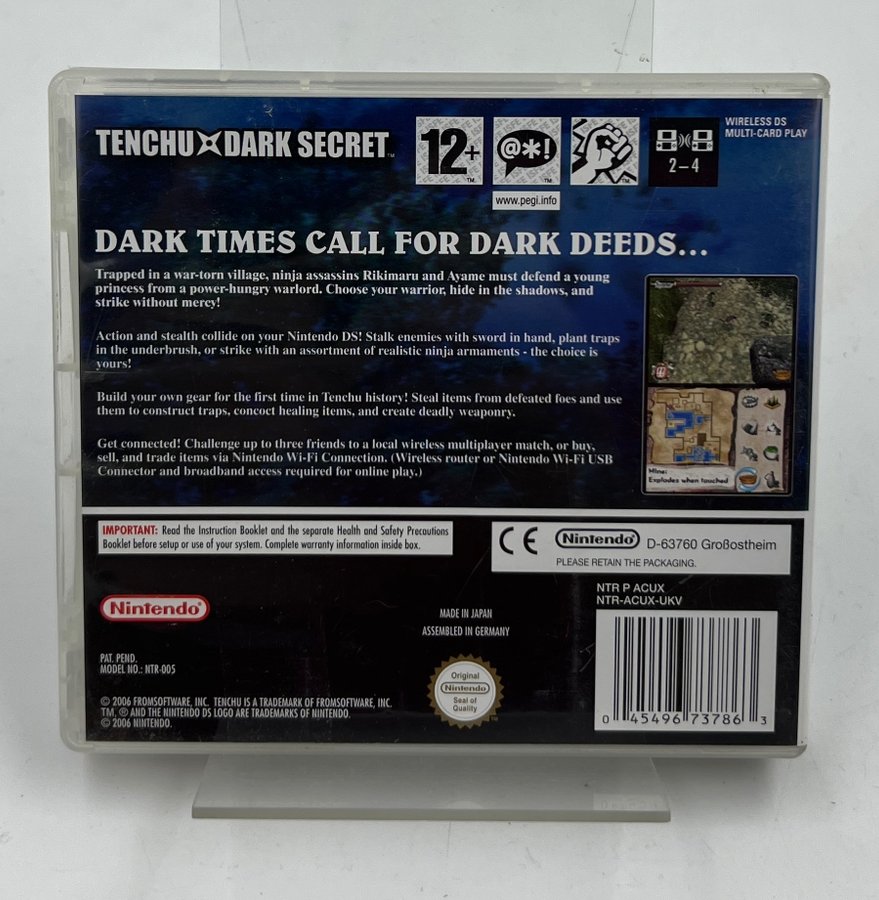 TENCHU DARK SECRET™
12+™
@*!™
™
2-4
WIRELESS DS
MULTI-CARD PLAY
www.pegi.info
DARK TIMES CALL FOR DARK DEEDS...
Trapped in a war-torn village, ninja assassins Rikimaru and Ayame must defend a young
princess from a power-hungry warlord. Choose your warrior, hide in the shadows, and
strike without mercy!
Action and stealth collide on your Nintendo DS! Stalk enemies with sword in hand, plant traps
in the underbrush, or strike with an assortment of realistic ninja armaments - the choice is
yours!
Build your own gear for the first time in Tenchu history! Steal items from defeated foes and use
them to construct traps, concoct healing items, and create deadly weaponry.
Get connected! Challenge up to three friends to a local wireless multiplayer match, or buy,
sell, and trade items via Nintendo Wi-Fi Connection. (Wireless router or Nintendo Wi-Fi USB
Connector and broadband access required for online play.)
Mine:
Explodes when touched
IMPORTANT: Read the Instruction Booklet and the separate Health and Safety Precautions
Booklet before setup or use of your system. Complete warranty information inside box.
CE Nintendo® D-63760 Großostheim
PLEASE RETAIN THE PACKAGING.
NTR P ACUX
NTR-ACUX-UKV
Nintendo®
MADE IN JAPAN
ASSEMBLED IN GERMANY
PAT. PEND.
MODEL NO.: NTR-005
Original
Nintendo
Seal of
Quality
™
© 2006 FROMSOFTWARE, INC. TENCHU IS A TRADEMARK OF FROMSOFTWARE, INC.
TM, ® AND THE NINTENDO DS LOGO ARE TRADEMARKS OF NINTENDO.
© 2006 NINTENDO.
0 45496 73786 3